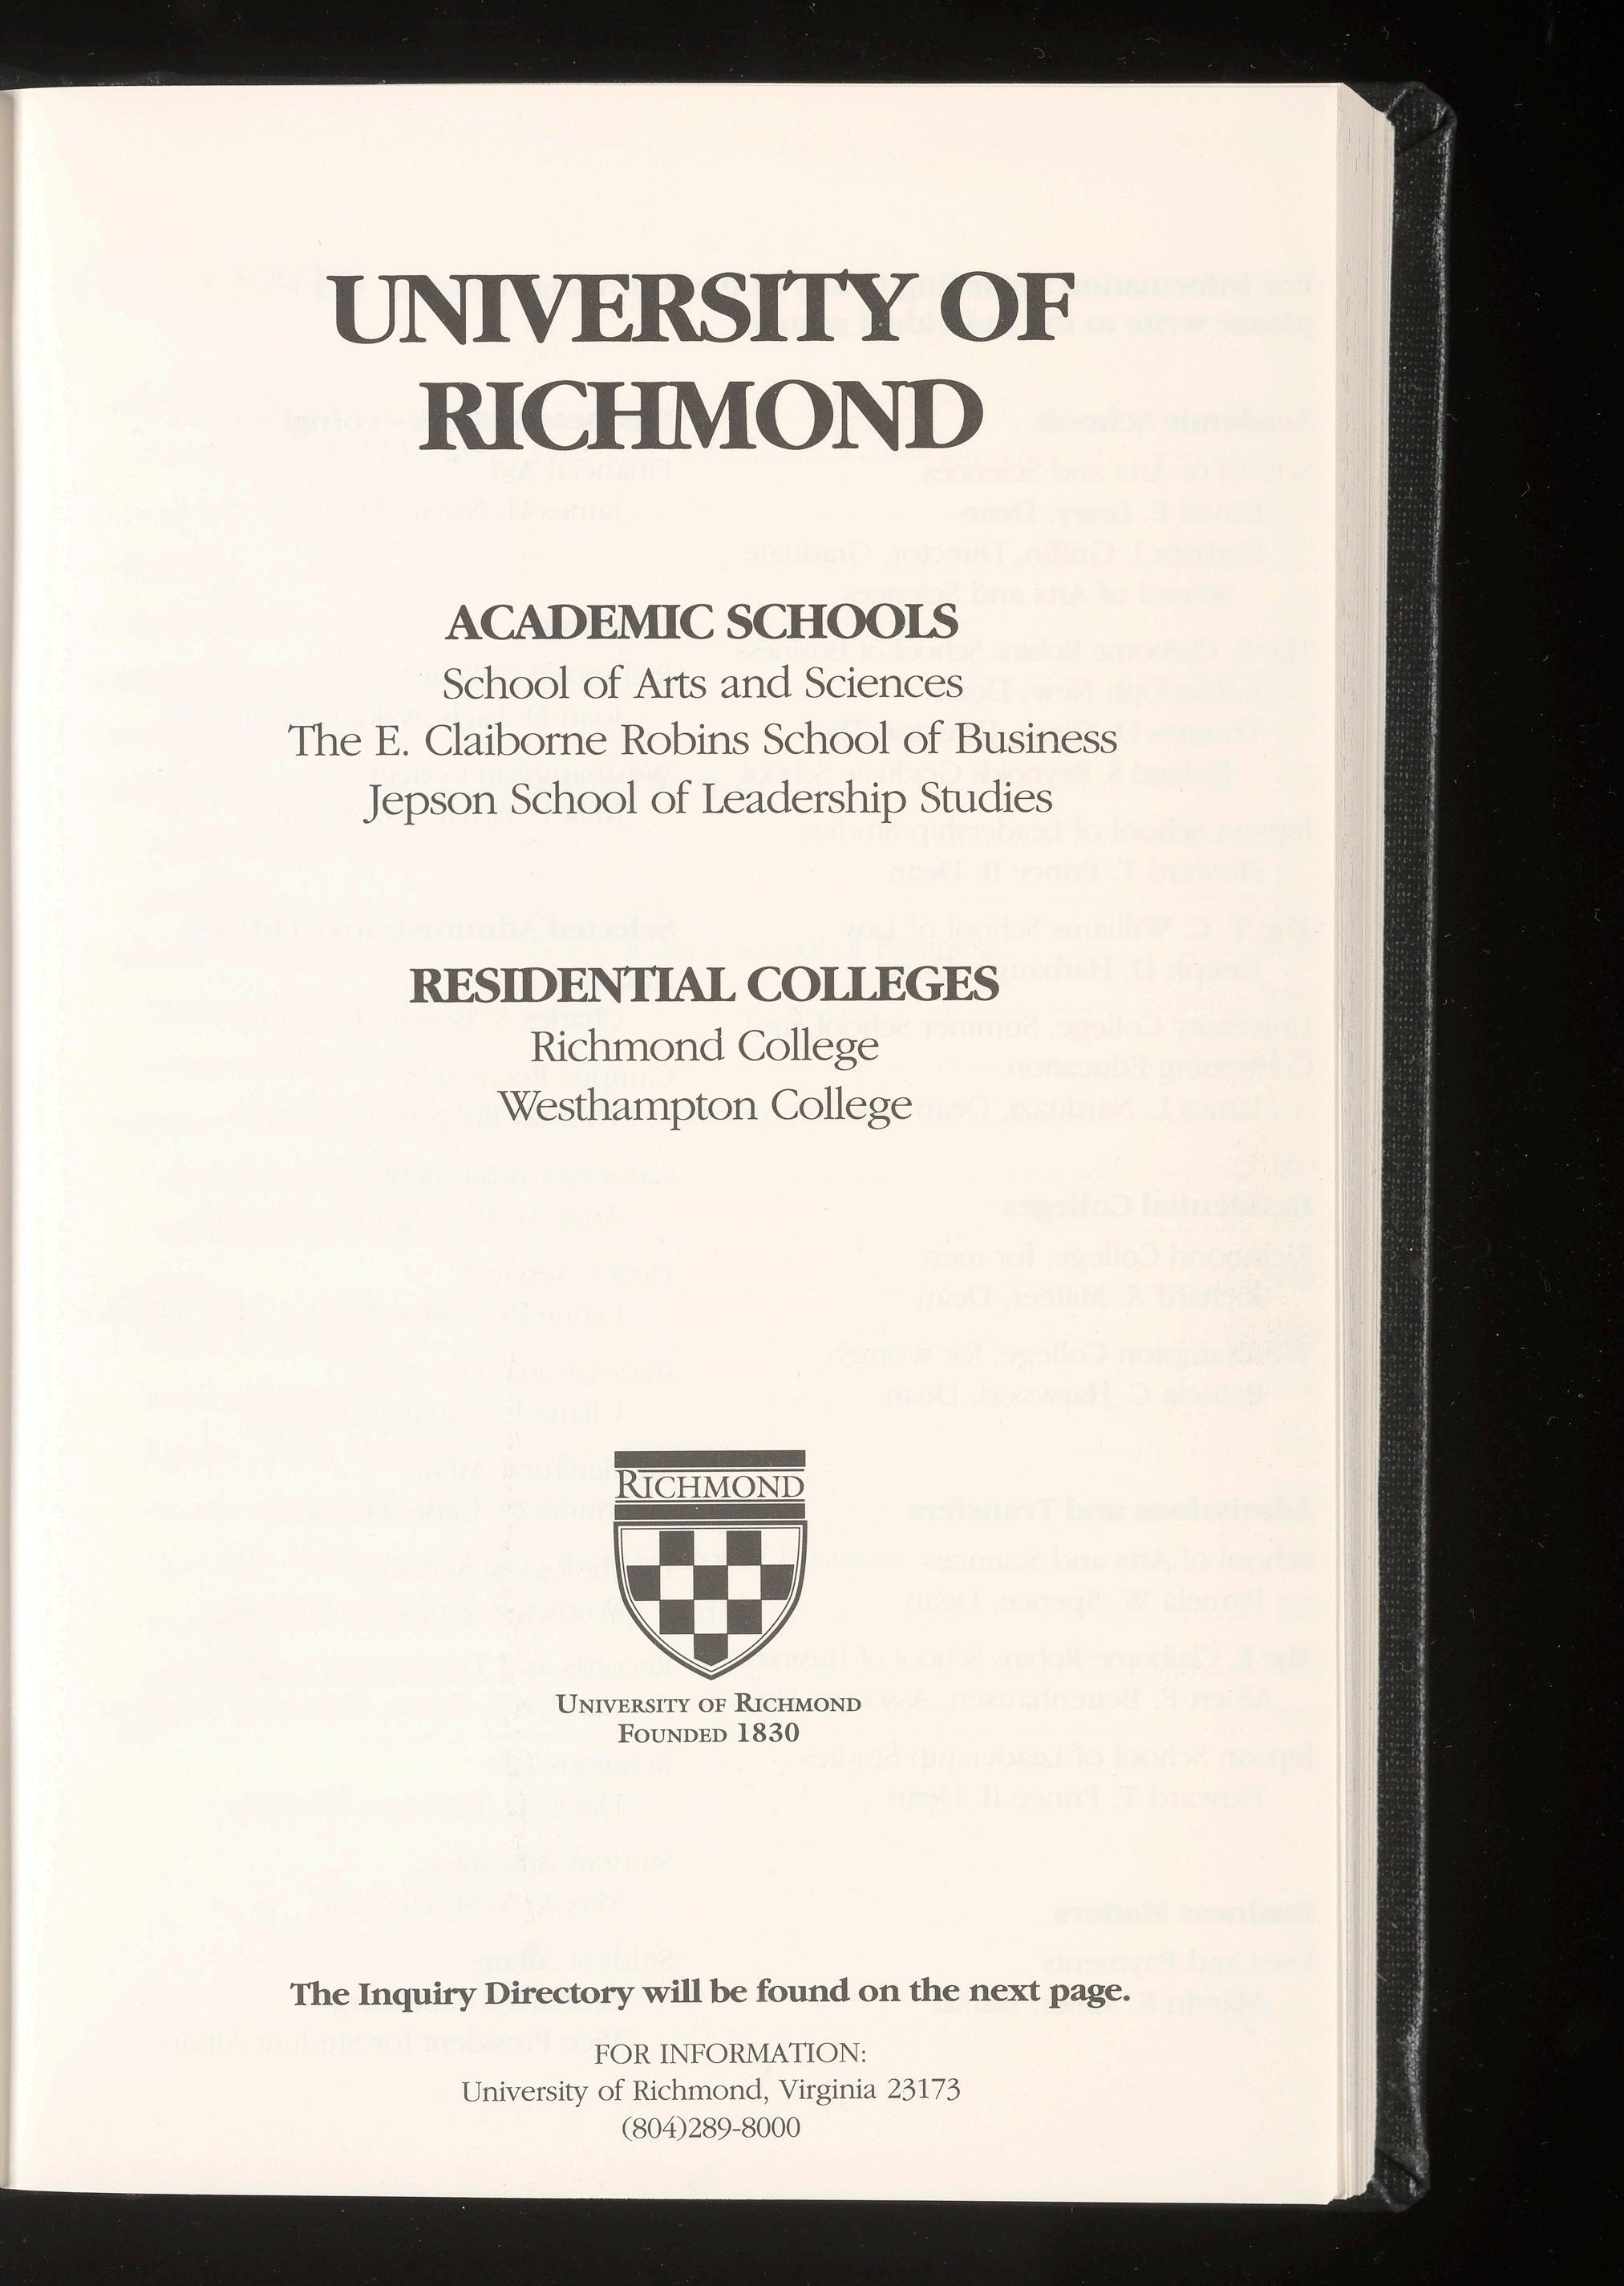 UNIVERSITY OF
RICHMOND
ACADEMIC SCHOOLS
School of Arts and Sciences
The E. Claiborne Robins School of Business
Jepson School of Leadership Studies
RESIDENTIAL COLLEGES
Richmond College
Westhampton College
RICHMOND
UNIVERSITY OF RICHMOND
FOUNDED 1830
The Inquiry Directory will be found on the next page.
FOR INFORMATION:
University of Richmond, Virginia 23173
(804)289-8000